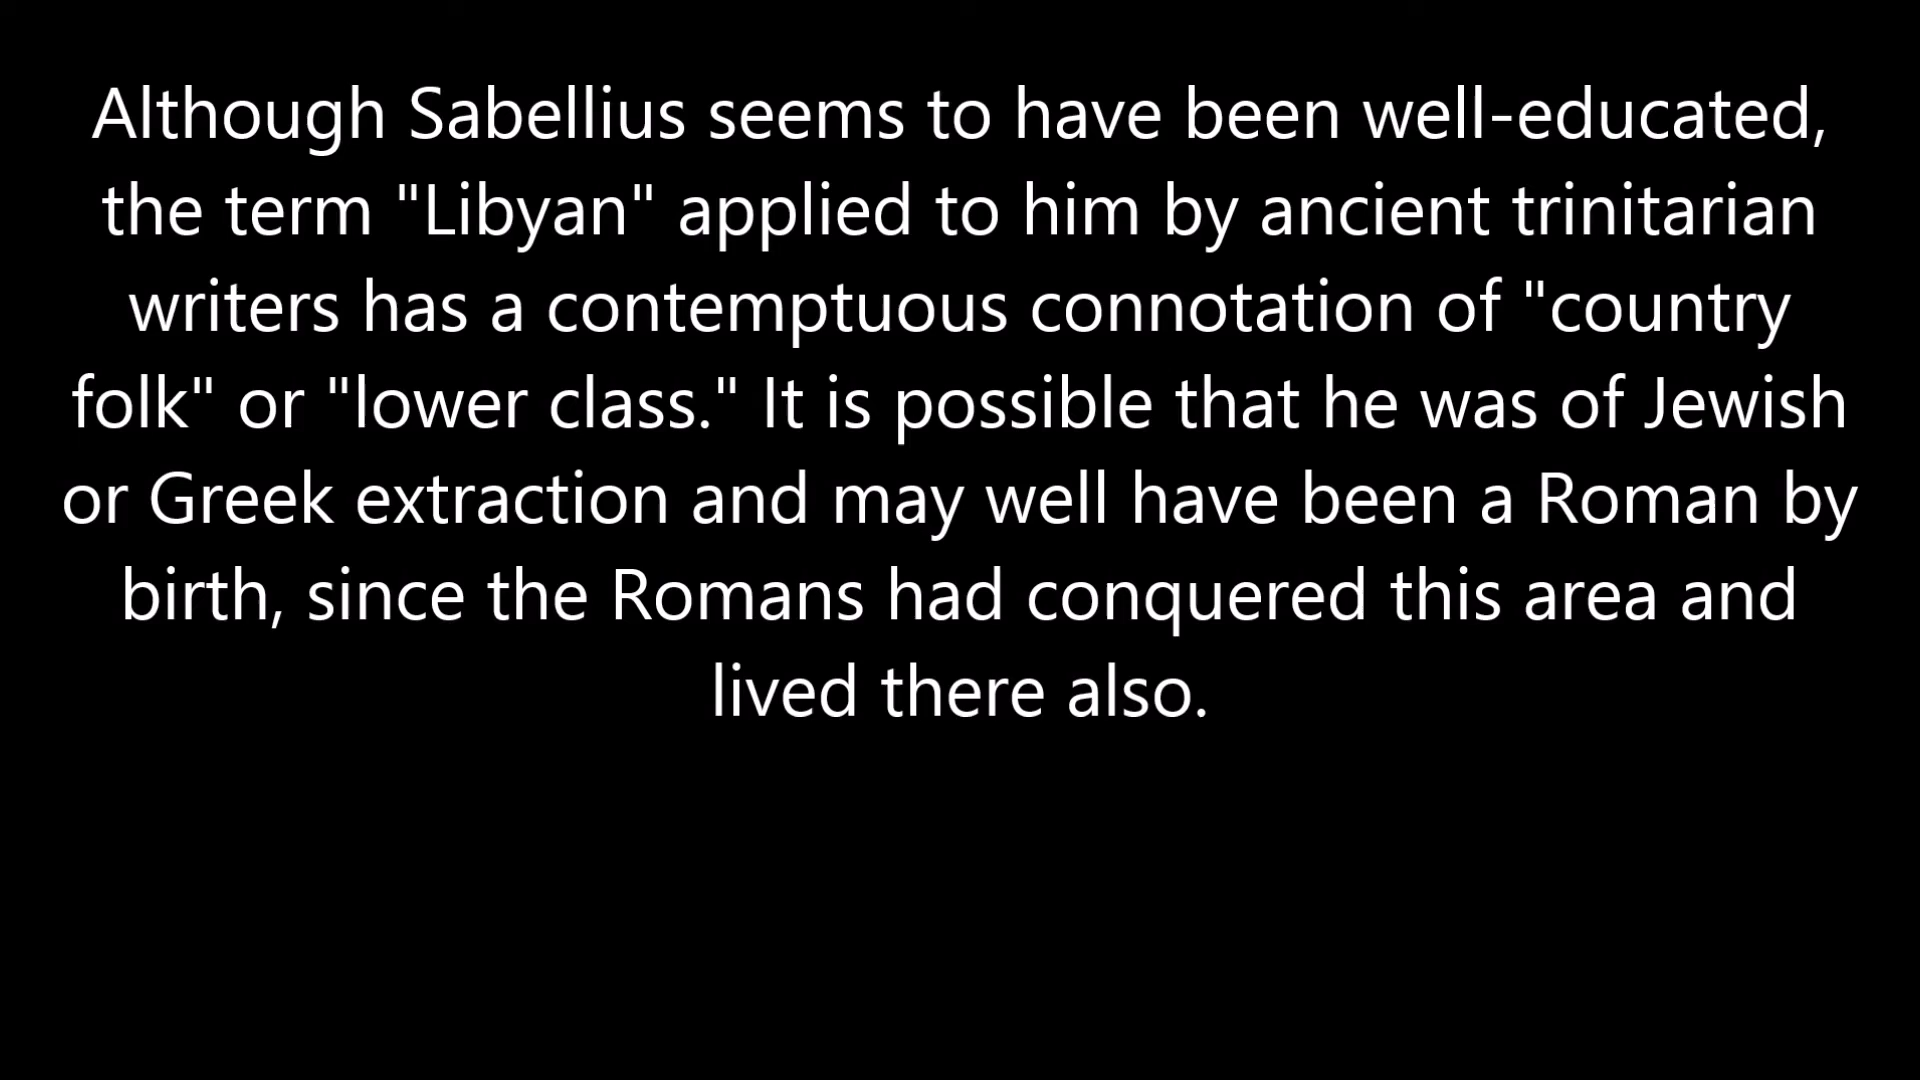 Although Sabellius seems to have been well-educated,
the term "Libyan" applied to him by ancient trinitarian
writers has a contemptuous connotation of "country
folk" or "lower class." It is possible that he was of Jewish
or Greek extraction and may well have been a Roman by
birth, since the Romans had conquered this area and
lived there also.